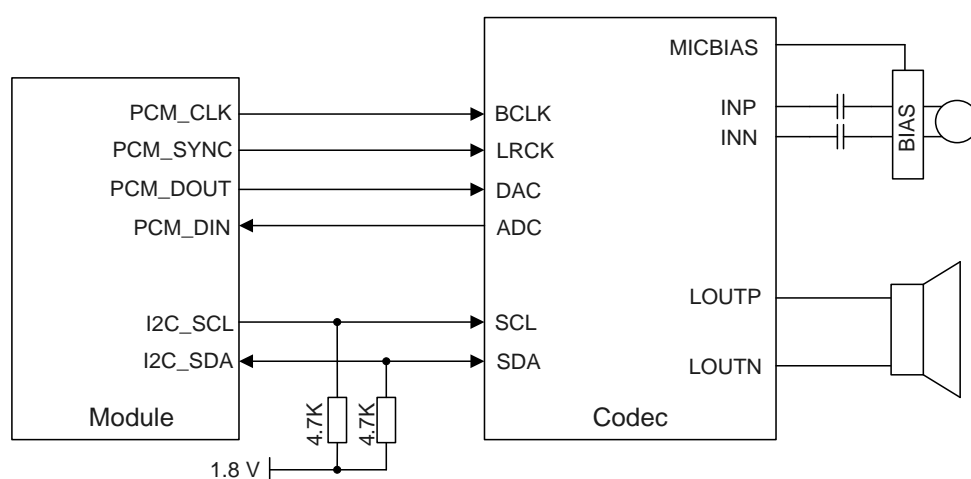 MICBIAS
PCM_CLK
BCLK
INP
PCM_SYNC
LRCK
INN
BIAS
PCM_DOUT
DAC
PCM_DIN
ADC
LOUTP
I2C_SCL
SCL
I2C_SDA
SDA
LOUTN
4.7K
4.7K
Module
Codec
1.8 V